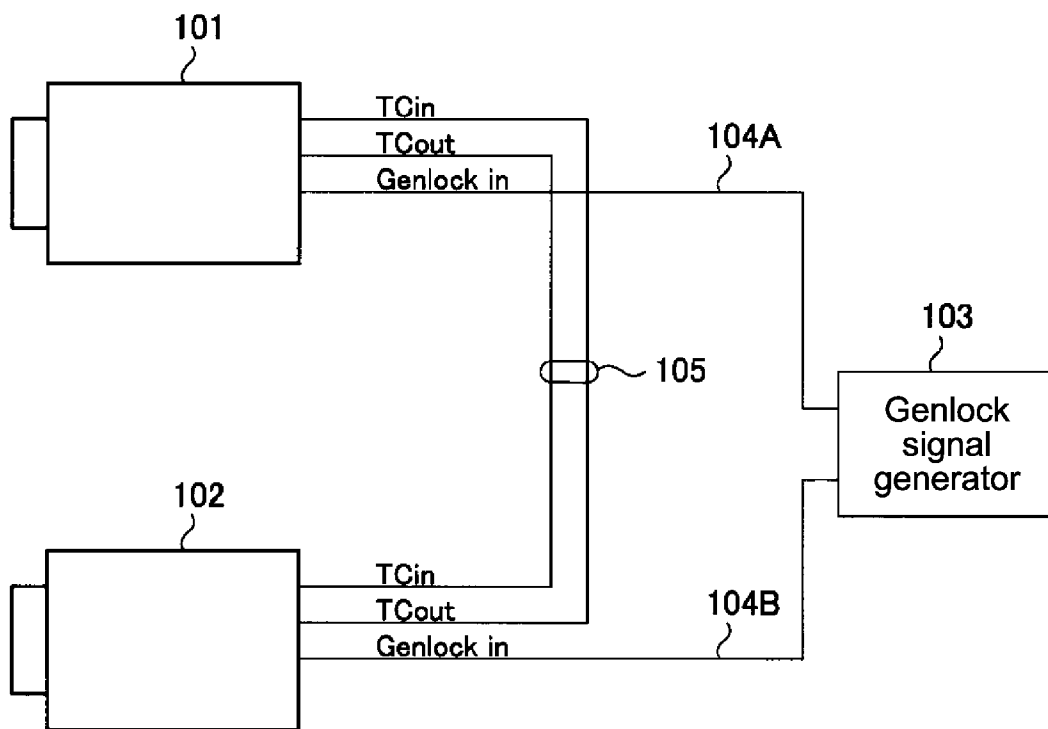 101
TCin
TCout
Genlock in
104A
103
Genlock
signal
generator
105
102
TCin
TCout
Genlock in
104B